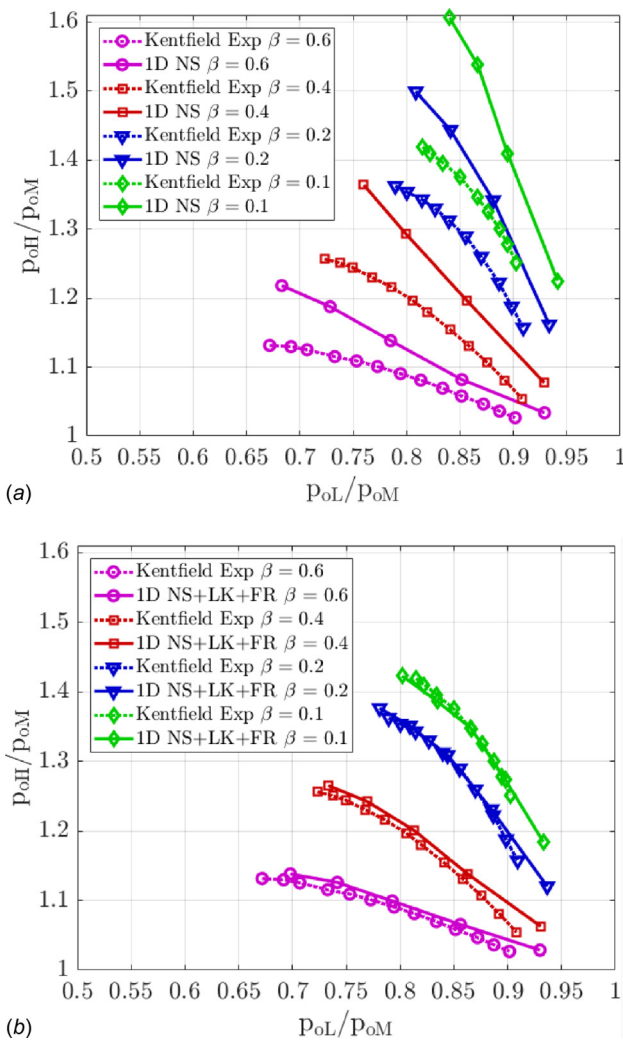 1.6
1.5
1.4
1.3
1.2
1.1
1
p_oH/p_oM
Kentfield Exp β = 0.6
1D NS β = 0.6
Kentfield Exp β = 0.4
1D NS β = 0.4
Kentfield Exp β = 0.2
1D NS β = 0.2
Kentfield Exp β = 0.1
1D NS β = 0.1
0.5 0.55 0.6 0.65 0.7 0.75 0.8 0.85 0.9 0.95 1
(a) p_oL/p_oM
1.6
1.5
1.4
1.3
1.2
1.1
1
p_oH/p_oM
Kentfield Exp β = 0.6
1D NS+LK+FR β = 0.6
Kentfield Exp β = 0.4
1D NS+LK+FR β = 0.4
Kentfield Exp β = 0.2
1D NS+LK+FR β = 0.2
Kentfield Exp β = 0.1
1D NS+LK+FR β = 0.1
0.5 0.55 0.6 0.65 0.7 0.75 0.8 0.85 0.9 0.95 1
(b) p_oL/p_oM